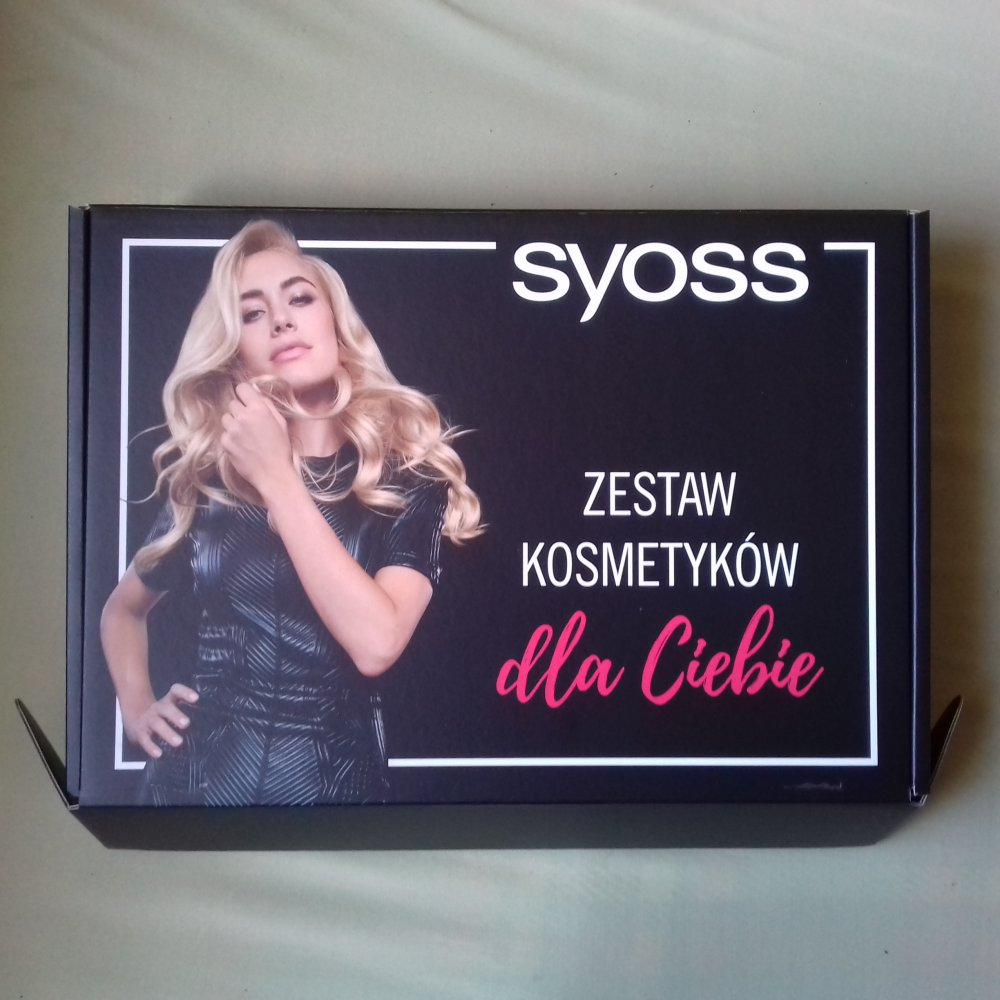 syoss
ZESTAW
KOSMETYKÓW
dla Ciebie